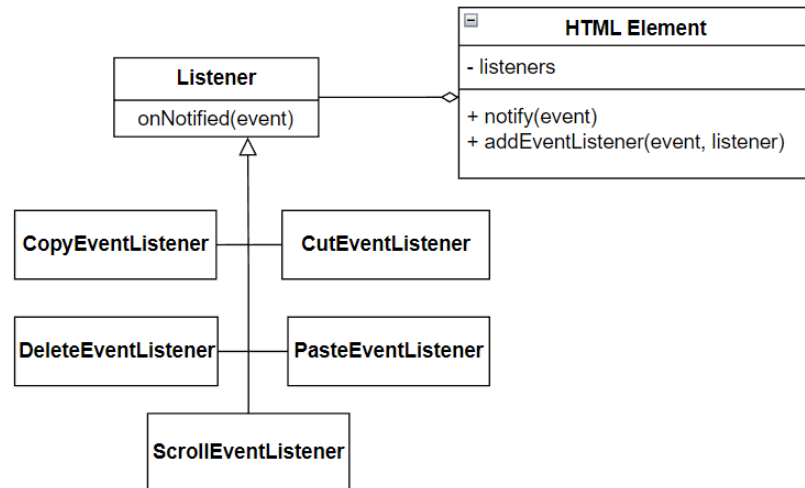 HTML Element
- listeners
+ notify(event)
+ addEventListener(event, listener)
Listener
onNotified(event)
CopyEventListener
CutEventListener
DeleteEventListener
PasteEventListener
ScrollEventListener